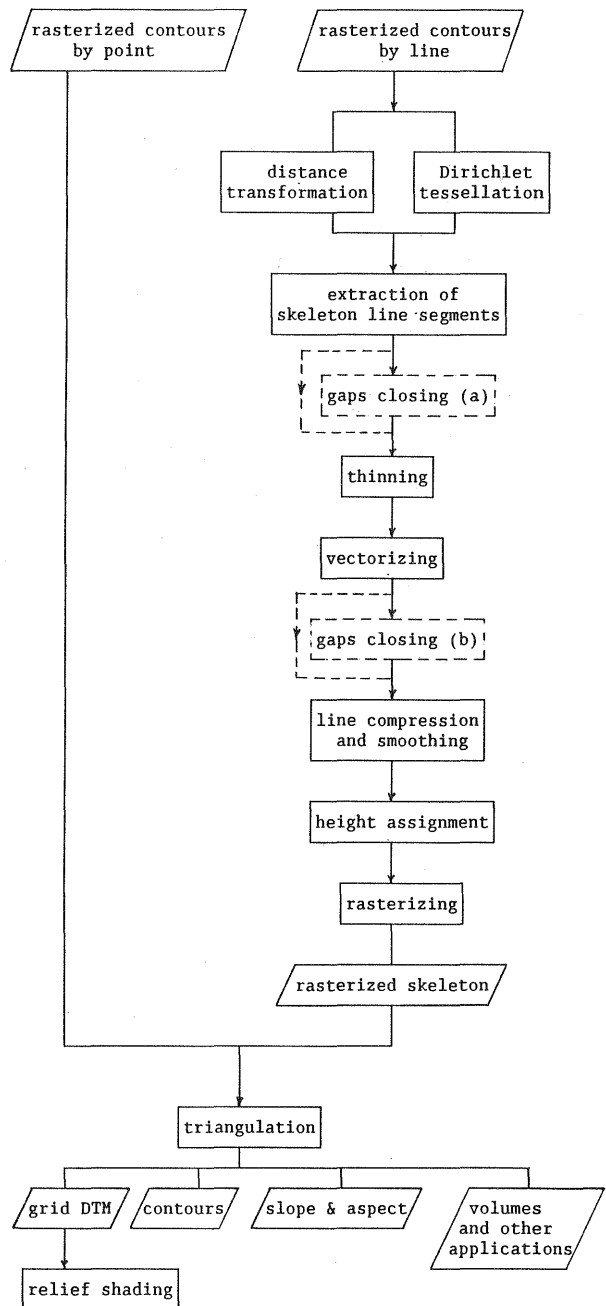 rasterized contours
by point
rasterized contours
by line
distance
transformation
Dirichlet
tessellation
extraction of
skeleton line segments
gaps closing (a)
thinning
vectorizing
gaps closing (b)
line compression
and smoothing
height assignment
rasterizing
rasterized skeleton
triangulation
grid DTM
contours
slope & aspect
volumes
and other
applications
relief shading